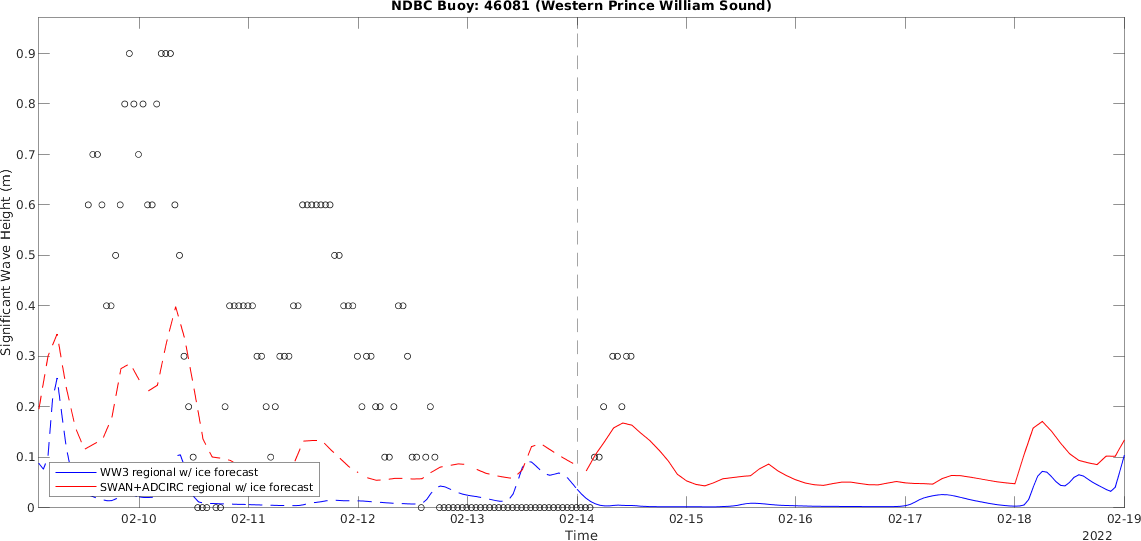 NDBC Buoy: 46081 (Western Prince William Sound)
Significant Wave Height (m)
0.9
0.8
0.7
0.6
0.5
0.4
0.3
0.2
0.1
0
WW3 regional w/ ice forecast
SWAN+ADCIRC regional w/ ice forecast
02-10 02-11 02-12 02-13 02-14 02-15 02-16 02-17 02-18 02-19
Time
2022